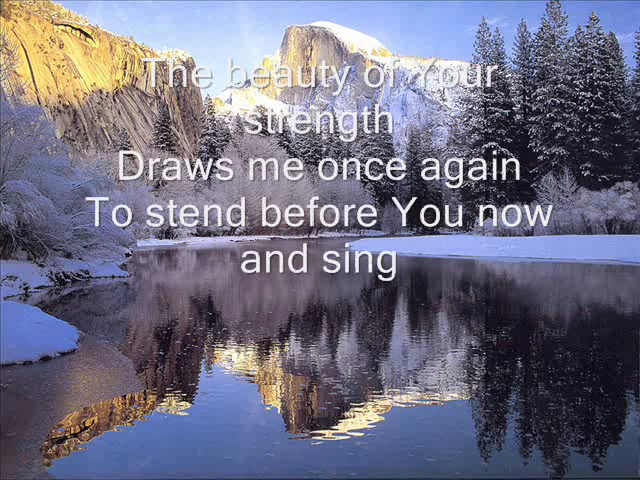 The beauty of Your
strength
Draws me once again
To stend before You now
and sing